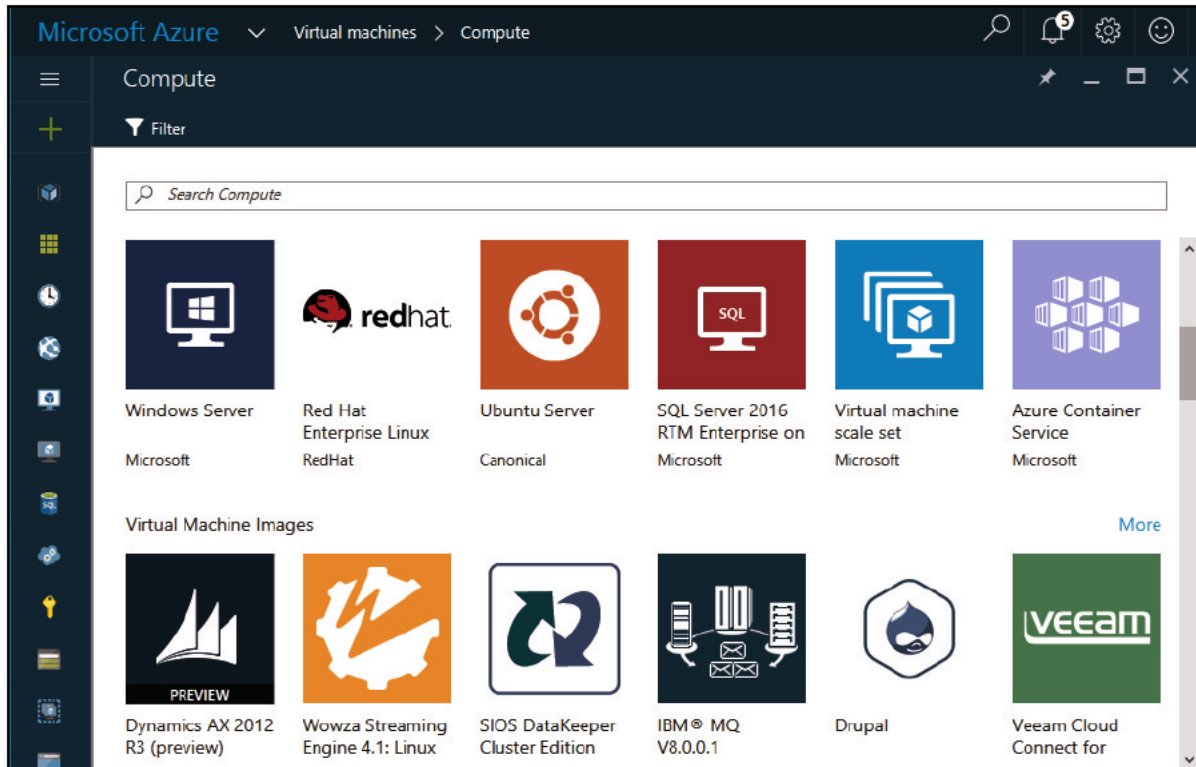 Microsoft Azure Virtual machines > Compute 5
Compute
Filter
Search Compute
redhat. SQL
Windows Server Red Hat Ubuntu Server SQL Server 2016 Virtual machine Azure Container
Enterprise Linux RTM Enterprise on scale set Service
Microsoft RedHat Canonical Microsoft Microsoft Microsoft
SQL
Virtual Machine Images More
veeam
PREVIEW
Dynamics AX 2012 Wowza Streaming SIOS DataKeeper IBM® MQ Drupal Veeam Cloud
R3 (preview) Engine 4.1: Linux Cluster Edition V8.0.0.1 Connect for